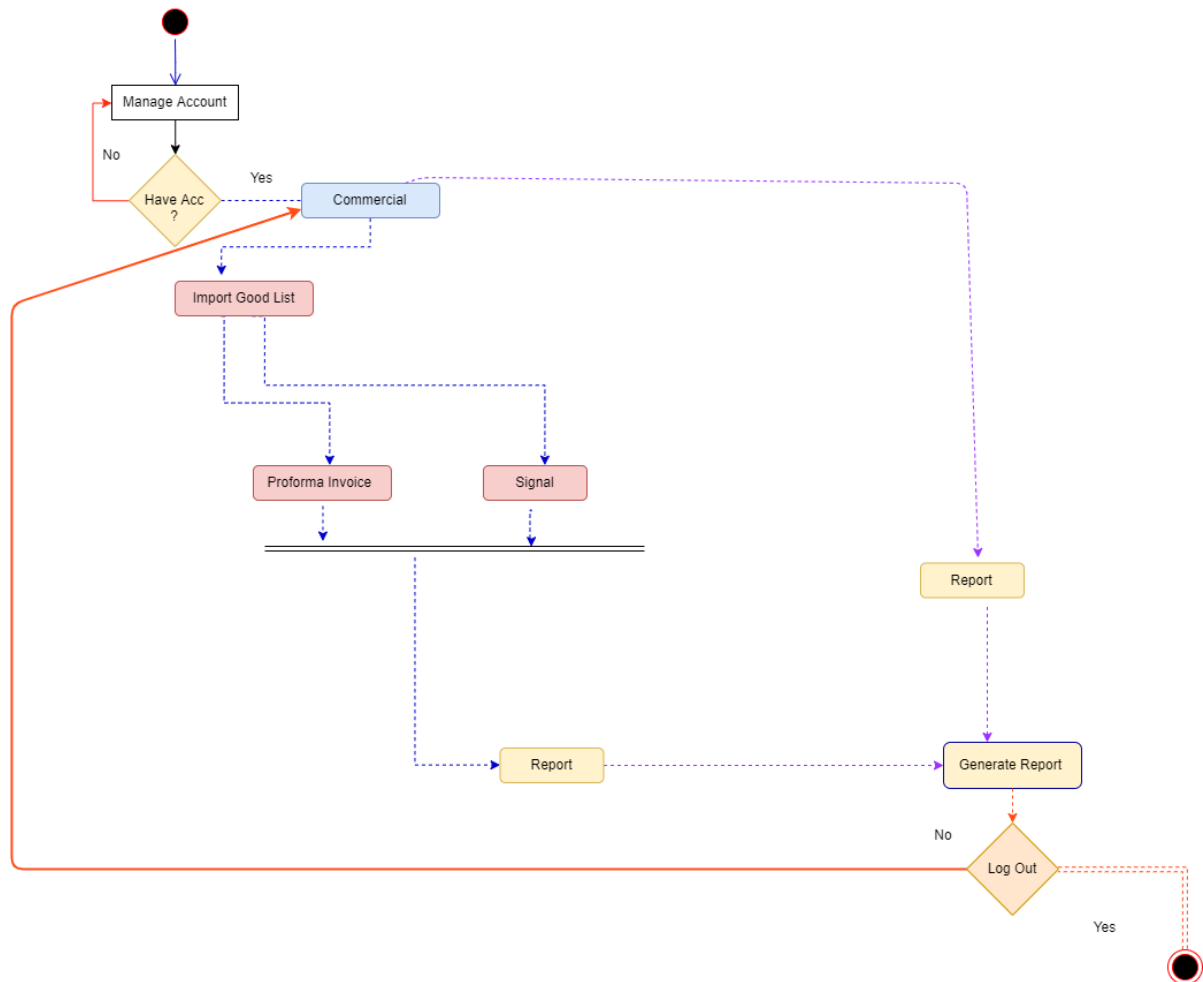 Manage Account
No
Yes
Have Acc
?
Commercial
Import Good List
Proforma Invoice
Signal
Report
Report
Generate Report
No
Log Out
Yes